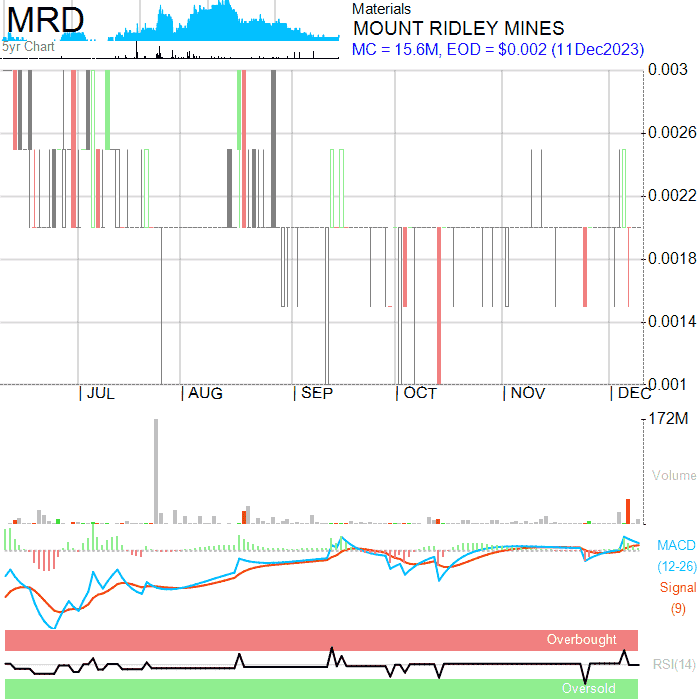 MRD
5yr Chart
Materials
MOUNT RIDLEY MINES
MC = 15.6M, EOD = $0.002 (11Dec2023)
0.003
0.0026
0.0022
0.0018
0.0014
0.001
JUL
AUG
SEP
OCT
NOV
DEC
172M
Volume
MACD
(12-26)
Signal
(9)
Overbought
RSI(14)
Oversold